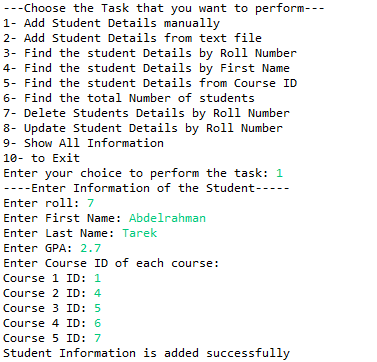 ---Choose the Task that you want to perform---
1- Add Student Details manually
2- Add Student Details from text file
3- Find the student Details by Roll Number
4- Find the student Details by First Name
5- Find the student Details from Course ID
6- Find the total Number of students
7- Delete Students Details by Roll Number
8- Update Student Details by Roll Number
9- Show All Information
10- to Exit
Enter your choice to perform the task: 1
----Enter Information of the Student-----
Enter roll: 7
Enter First Name: Abdelrahman
Enter Last Name: Tarek
Enter GPA: 2.7
Enter Course ID of each course:
Course 1 ID: 1
Course 2 ID: 4
Course 3 ID: 5
Course 4 ID: 6
Course 5 ID: 7
Student Information is added successfully